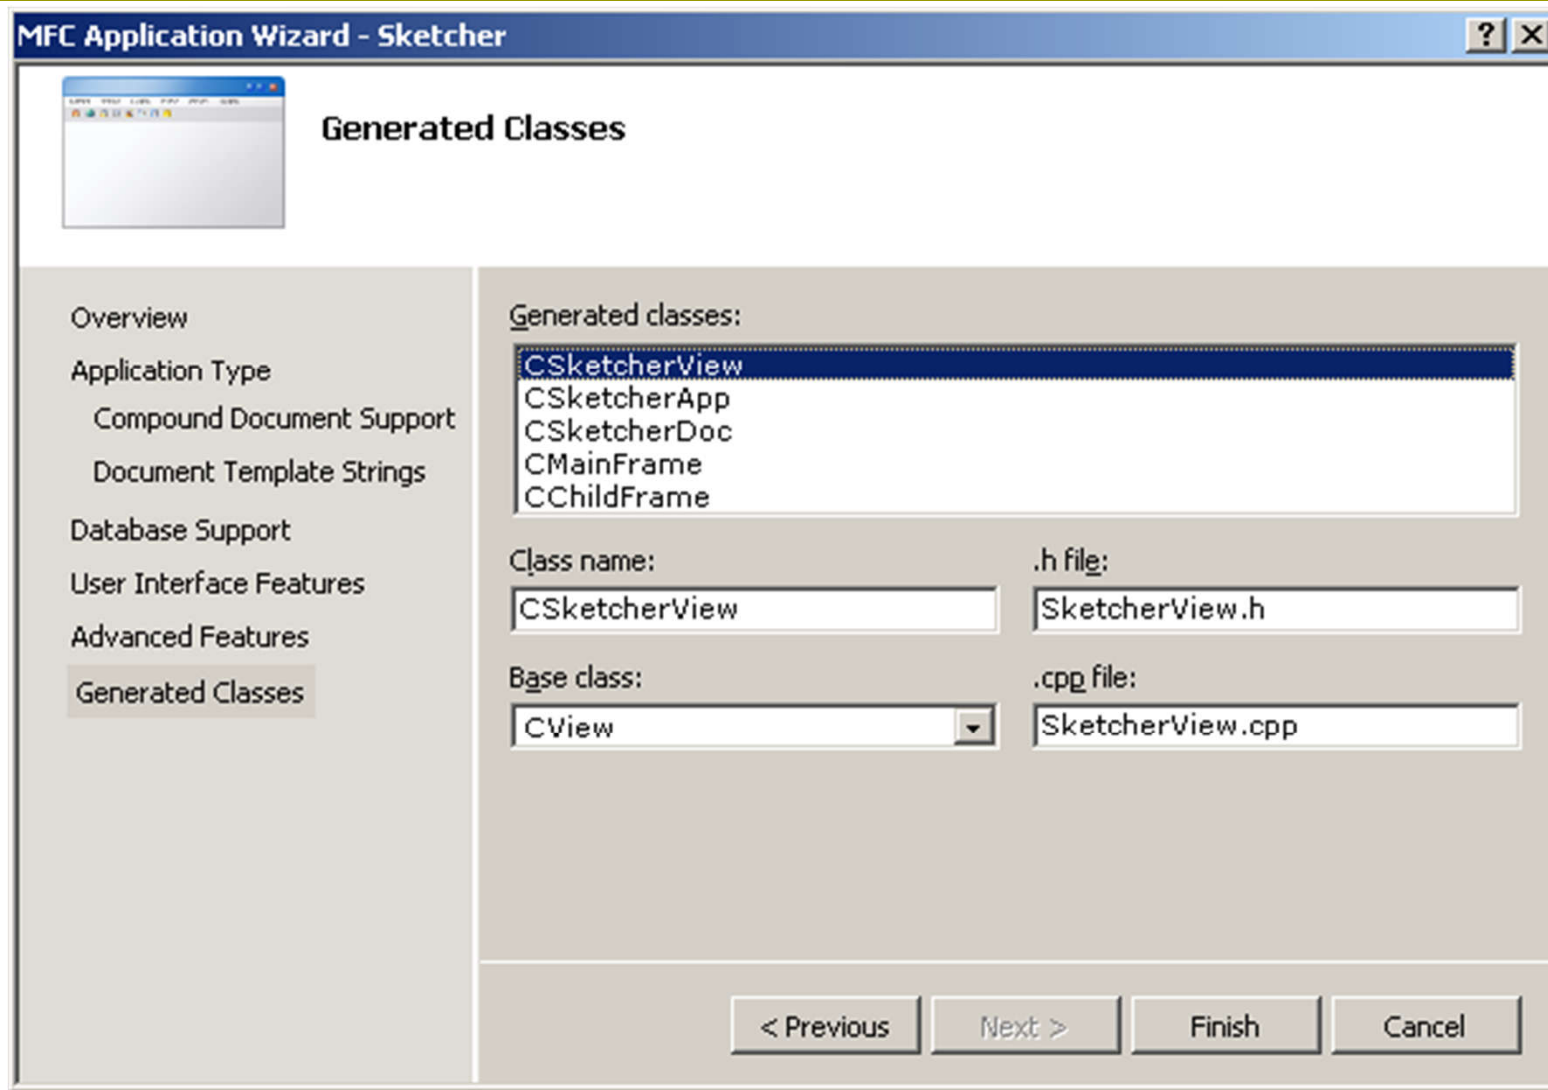 MFC Application Wizard - Sketcher
?
Generated Classes
Overview
Application Type
Compound Document Support
Document Template Strings
Database Support
User Interface Features
Advanced Features
Generated Classes
Generated classes:
CSketcherView
CSketcherApp
CSketcherDoc
CMainFrame
CChildFrame
Class name:
.h file:
CSketcherView
SketcherView.h
Base class:
.cpp file:
CView
SketcherView.cpp
< Previous
Next >
Finish
Cancel